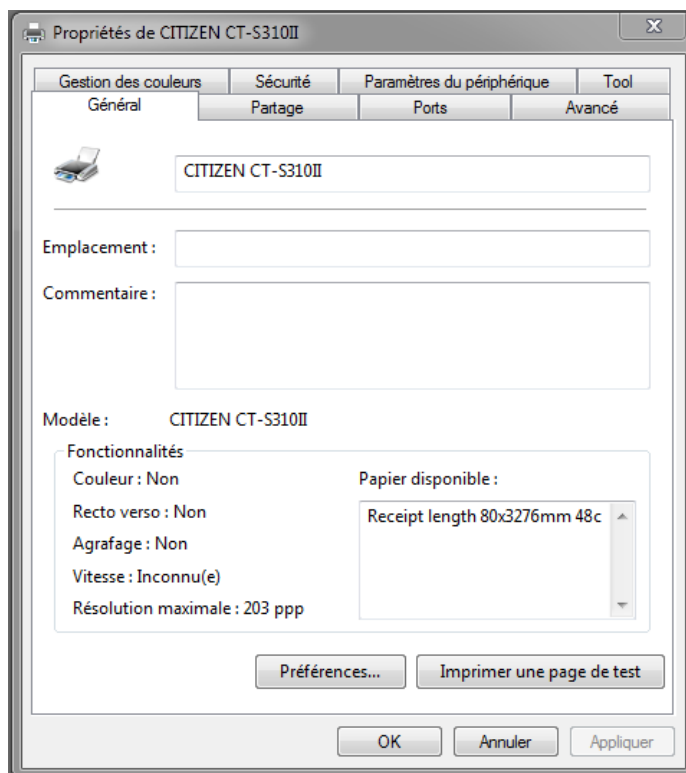 Propriétés de CITIZEN CT-S310II
Gestion des couleurs Sécurité Paramètres du périphérique Tool
Général Partage Ports Avancé
CITIZEN CT-S310II
Emplacement :
Commentaire :
Modèle : CITIZEN CT-S310II
Fonctionnalités
Couleur : Non Papier disponible :
Recto verso : Non Receipt length 80x3276mm 48c
Agrafage : Non
Vitesse : Inconnu(e)
Résolution maximale : 203 ppp
Préférences... Imprimer une page de test
OK Annuler Appliquer